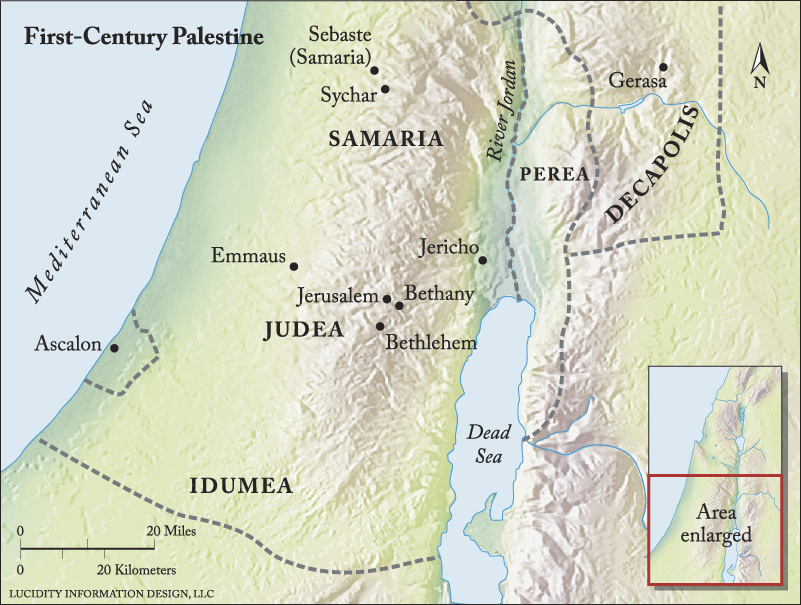 First-Century Palestine
Sebaste
(Samaria)
Sychar
SAMARIA
River Jordan
Gerasa
N
Mediterranean Sea
PEREA
DECAPOLIS
Emmaus
Jericho
Jerusalem
Bethany
JUDEA
Bethlehem
Ascalon
Dead
Sea
IDUMEA
Area
enlarged
0 20 Miles
0 20 Kilometers
LUCIDITY INFORMATION DESIGN, LLC